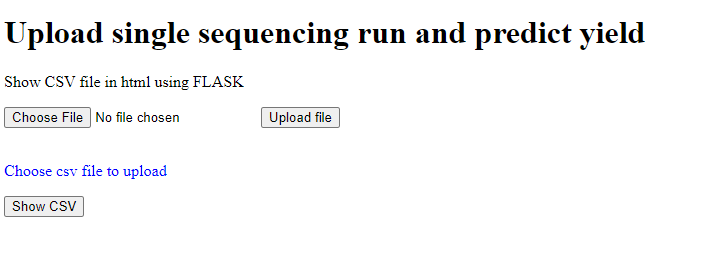 Upload single sequencing run and predict yield
Show CSV file in html using FLASK
Choose File No file chosen Upload file
Choose csv file to upload
Show CSV